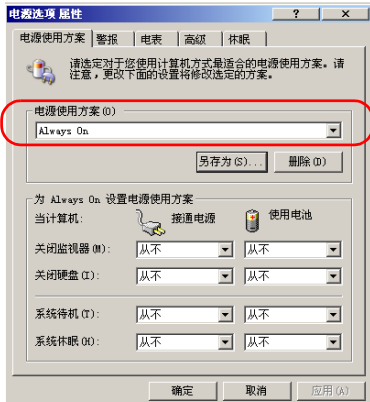 电源选项 属性
电源使用方案 警报 电表 高级 休眠
请选定对于您使用计算机方式最适合的电源使用方案。请
注意，更改下面的设置将修改选定的方案。
电源使用方案(O)
Always On
另存为(S)... 删除(D)
为 Always On 设置电源使用方案
当计算机: 接通电源 使用电池
关闭监视器(M): 从不 从不
关闭硬盘(I): 从不 从不
系统待机(T): 从不 从不
系统休眠(H): 从不 从不
确定 取消 应用(A)